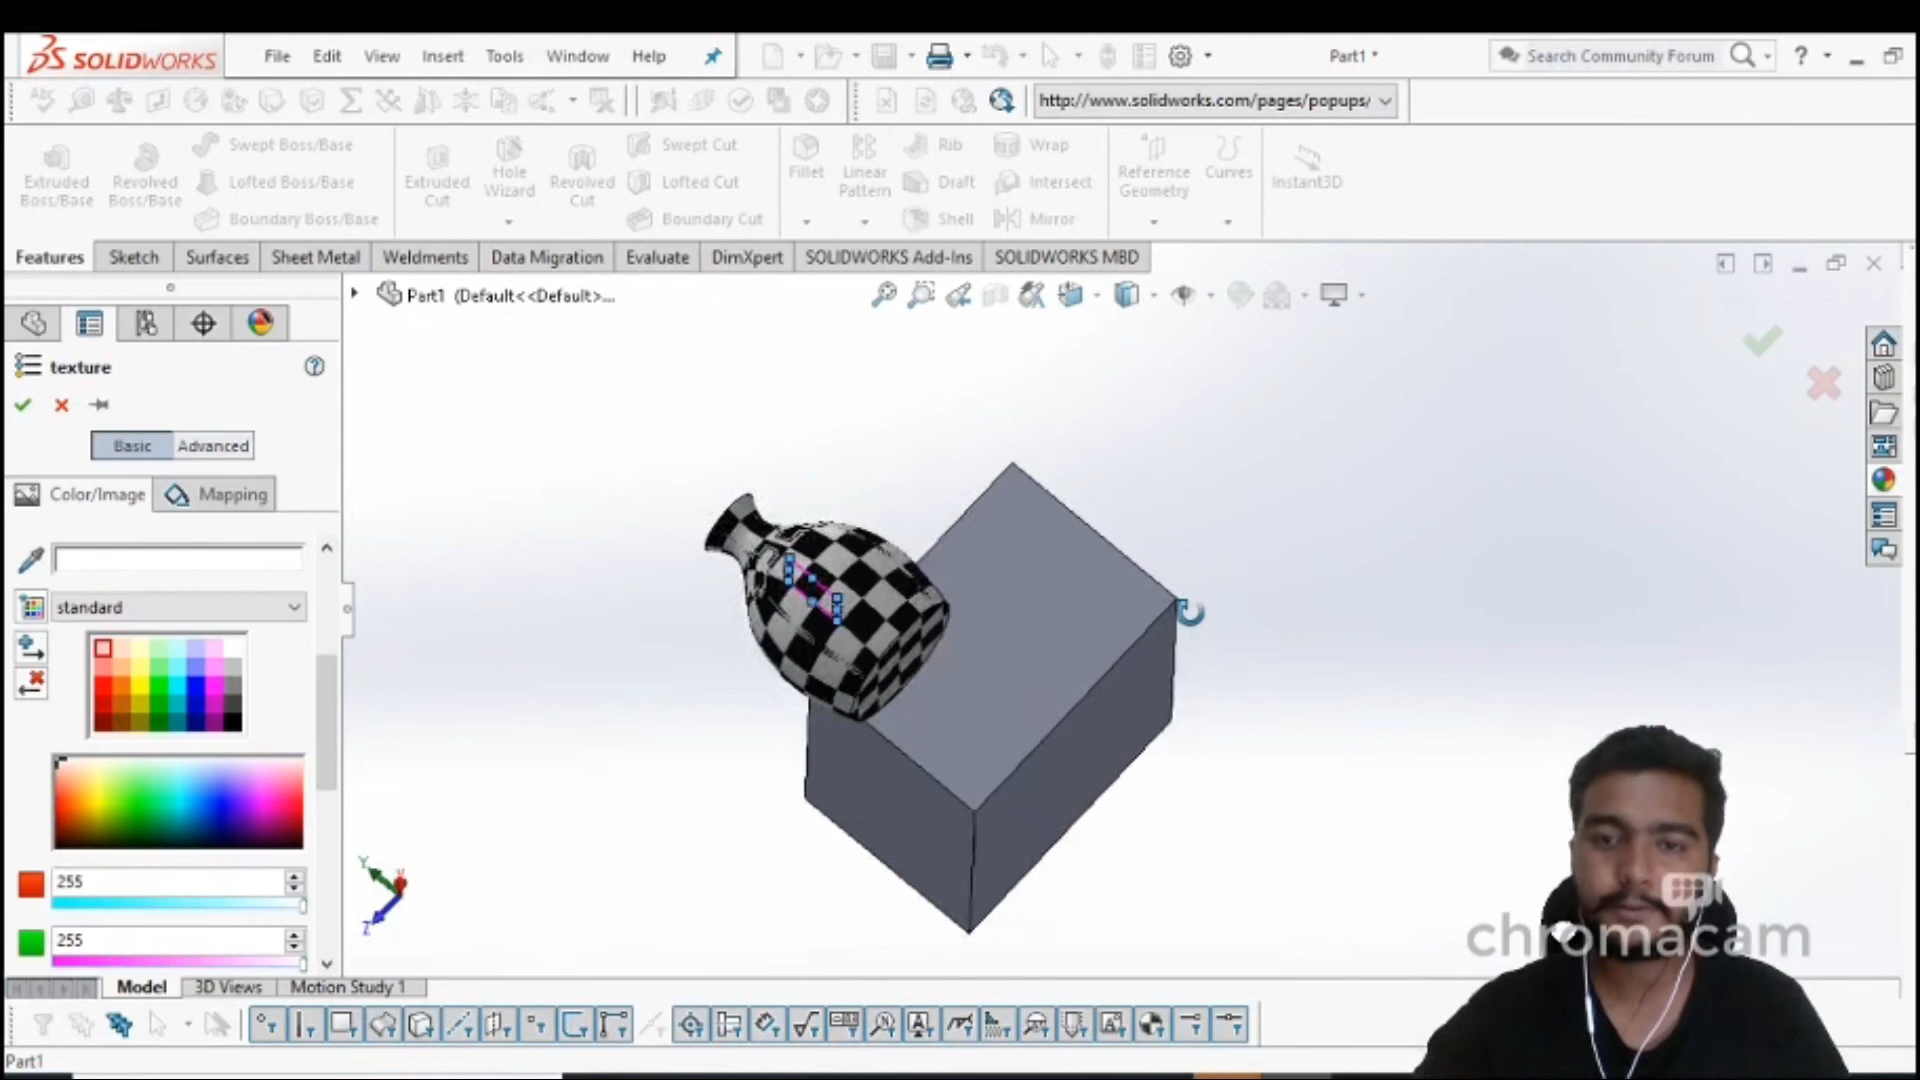 SOLIDWORKS File Edit View Insert Tools Window Help Part1 * Search Community Forum ?
http://www.solidworks.com/pages/popups/
Extruded Boss/Base
Revolved Boss/Base
Swept Boss/Base
Lofted Boss/Base
Boundary Boss/Base
Extruded Cut
Hole Wizard
Revolved Cut
Swept Cut
Lofted Cut
Boundary Cut
Fillet
Linear Pattern
Rib
Draft
Shell
Wrap
Intersect
Mirror
Reference Geometry
Curves
Instant3D
Features Sketch Surfaces Sheet Metal Weldments Data Migration Evaluate DimXpert SOLIDWORKS Add-Ins SOLIDWORKS MBD
Part1 (Default<<Default>...
texture
Basic Advanced
Color/Image Mapping
standard
255
255
Y
Z
chromacam
Model 3D Views Motion Study 1
Part1